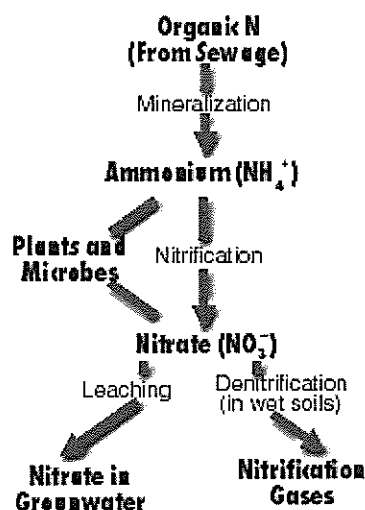 Organic N
(From Sewage)
Mineralization
Ammonium (NH₄⁺)
Plants and
Microbes
Nitrification
Nitrate (NO₃⁻)
Leaching
Denitrification
(in wet soils)
Nitrate in
Groundwater
Nitrification
Gases